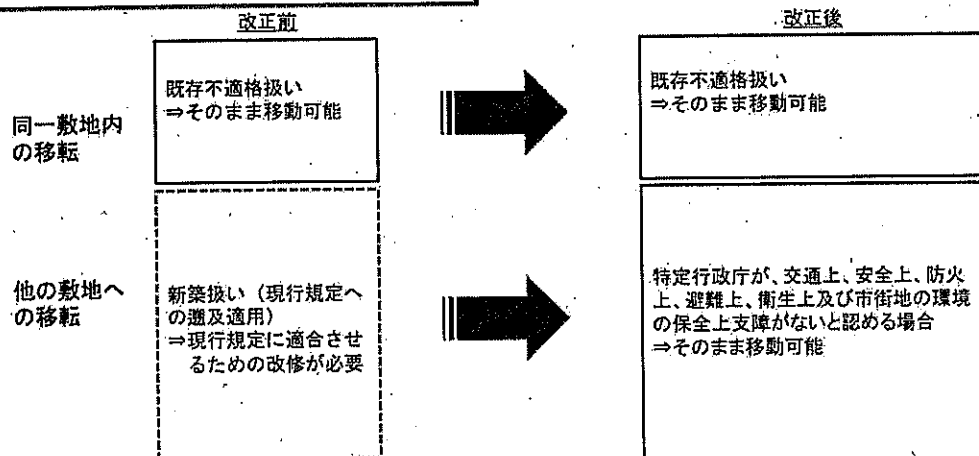 改正前
改正後
同一敷地内
の移転
既存不適格扱い
⇒そのまま移動可能
既存不適格扱い
⇒そのまま移動可能
他の敷地へ
の移転
新築扱い（現行規定へ
の遡及適用）
⇒現行規定に適合させ
るための改修が必要
特定行政庁が、交通上、安全上、防火
上、避難上、衛生上及び市街地の環境
の保全上支障がないと認める場合
⇒そのまま移動可能